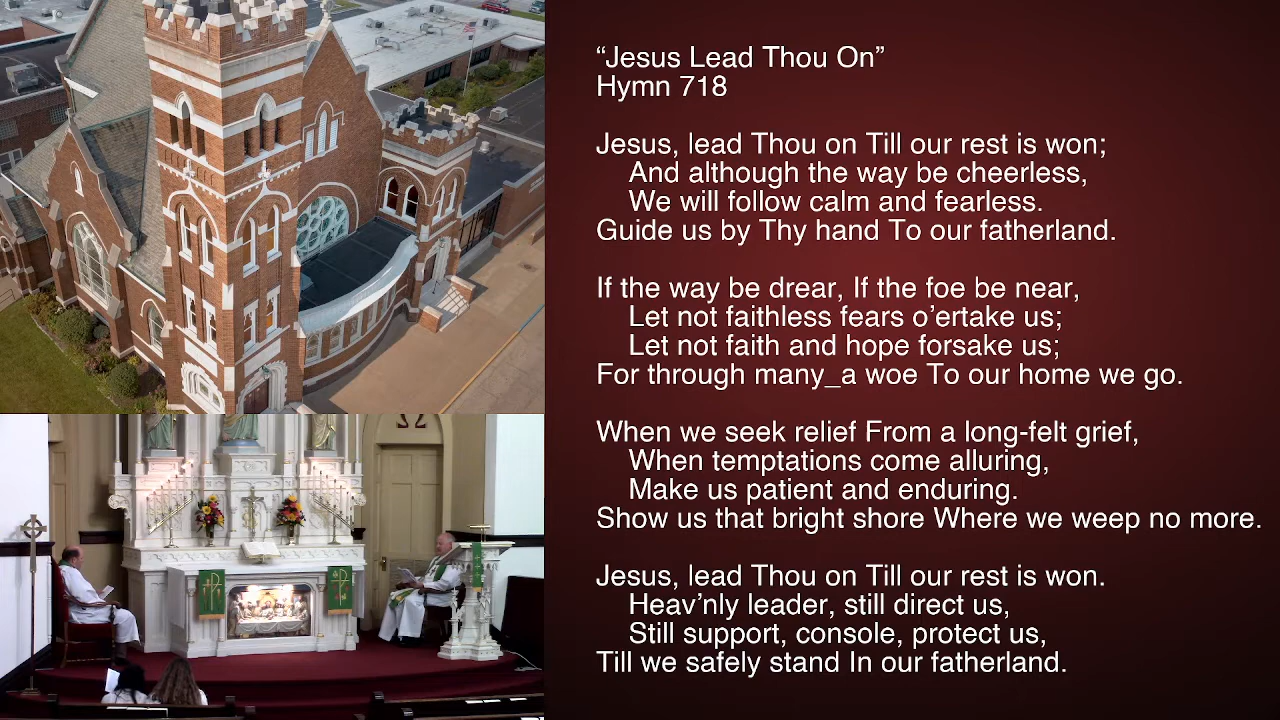 “Jesus Lead Thou On”
Hymn 718
Jesus, lead Thou on Till our rest is won;
And although the way be cheerless,
We will follow calm and fearless.
Guide us by Thy hand To our fatherland.
If the way be drear, If the foe be near,
Let not faithless fears o’ertake us;
Let not faith and hope forsake us;
For through many_a woe To our home we go.
When we seek relief From a long-felt grief,
When temptations come alluring,
Make us patient and enduring.
Show us that bright shore Where we weep no more.
Jesus, lead Thou on Till our rest is won.
Heav’nly leader, still direct us,
Still support, console, protect us,
Till we safely stand In our fatherland.